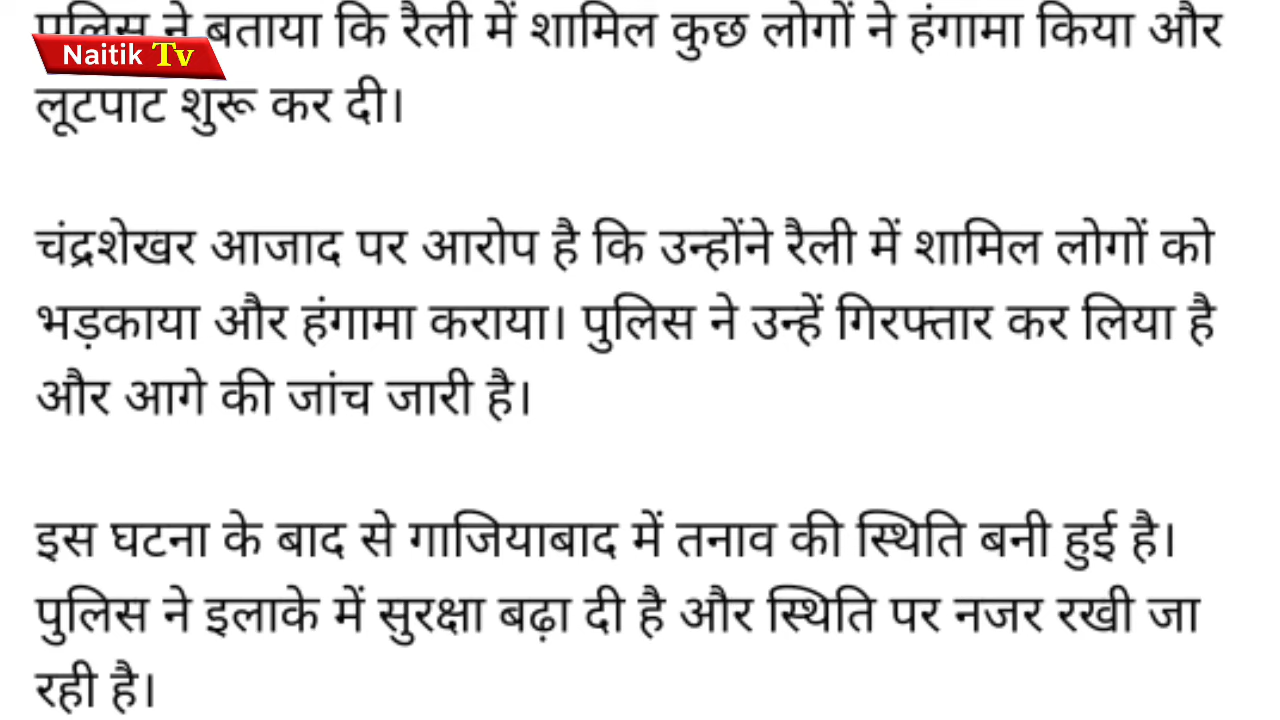 पुलिस ने बताया कि रैली में शामिल कुछ लोगों ने हंगामा किया और
Naitik Tv
लूटपाट शुरू कर दी।
चंद्रशेखर आजाद पर आरोप है कि उन्होंने रैली में शामिल लोगों को
भड़काया और हंगामा कराया। पुलिस ने उन्हें गिरफ्तार कर लिया है
और आगे की जांच जारी है।
इस घटना के बाद से गाजियाबाद में तनाव की स्थिति बनी हुई है।
पुलिस ने इलाके में सुरक्षा बढ़ा दी है और स्थिति पर नजर रखी जा
रही है।